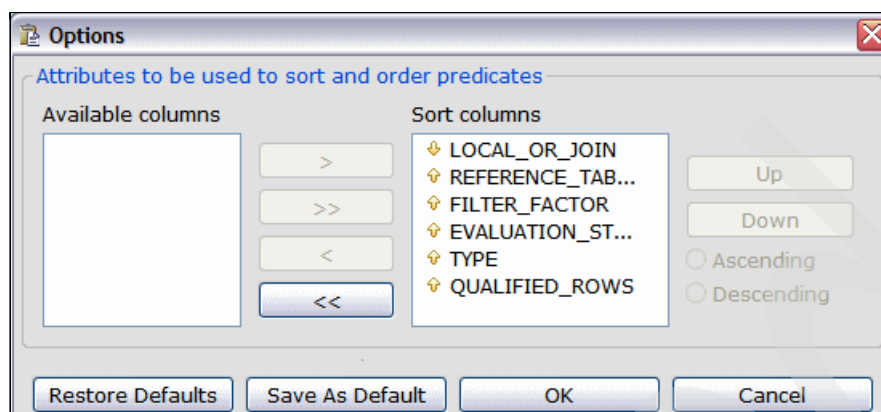 Options
Attributes to be used to sort and order predicates
Available columns
Sort columns
>
>>
<
<<
LOCAL_OR_JOIN
REFERENCE_TAB...
FILTER_FACTOR
EVALUATION_ST...
TYPE
QUALIFIED_ROWS
Up
Down
Ascending
Descending
Restore Defaults
Save As Default
OK
Cancel